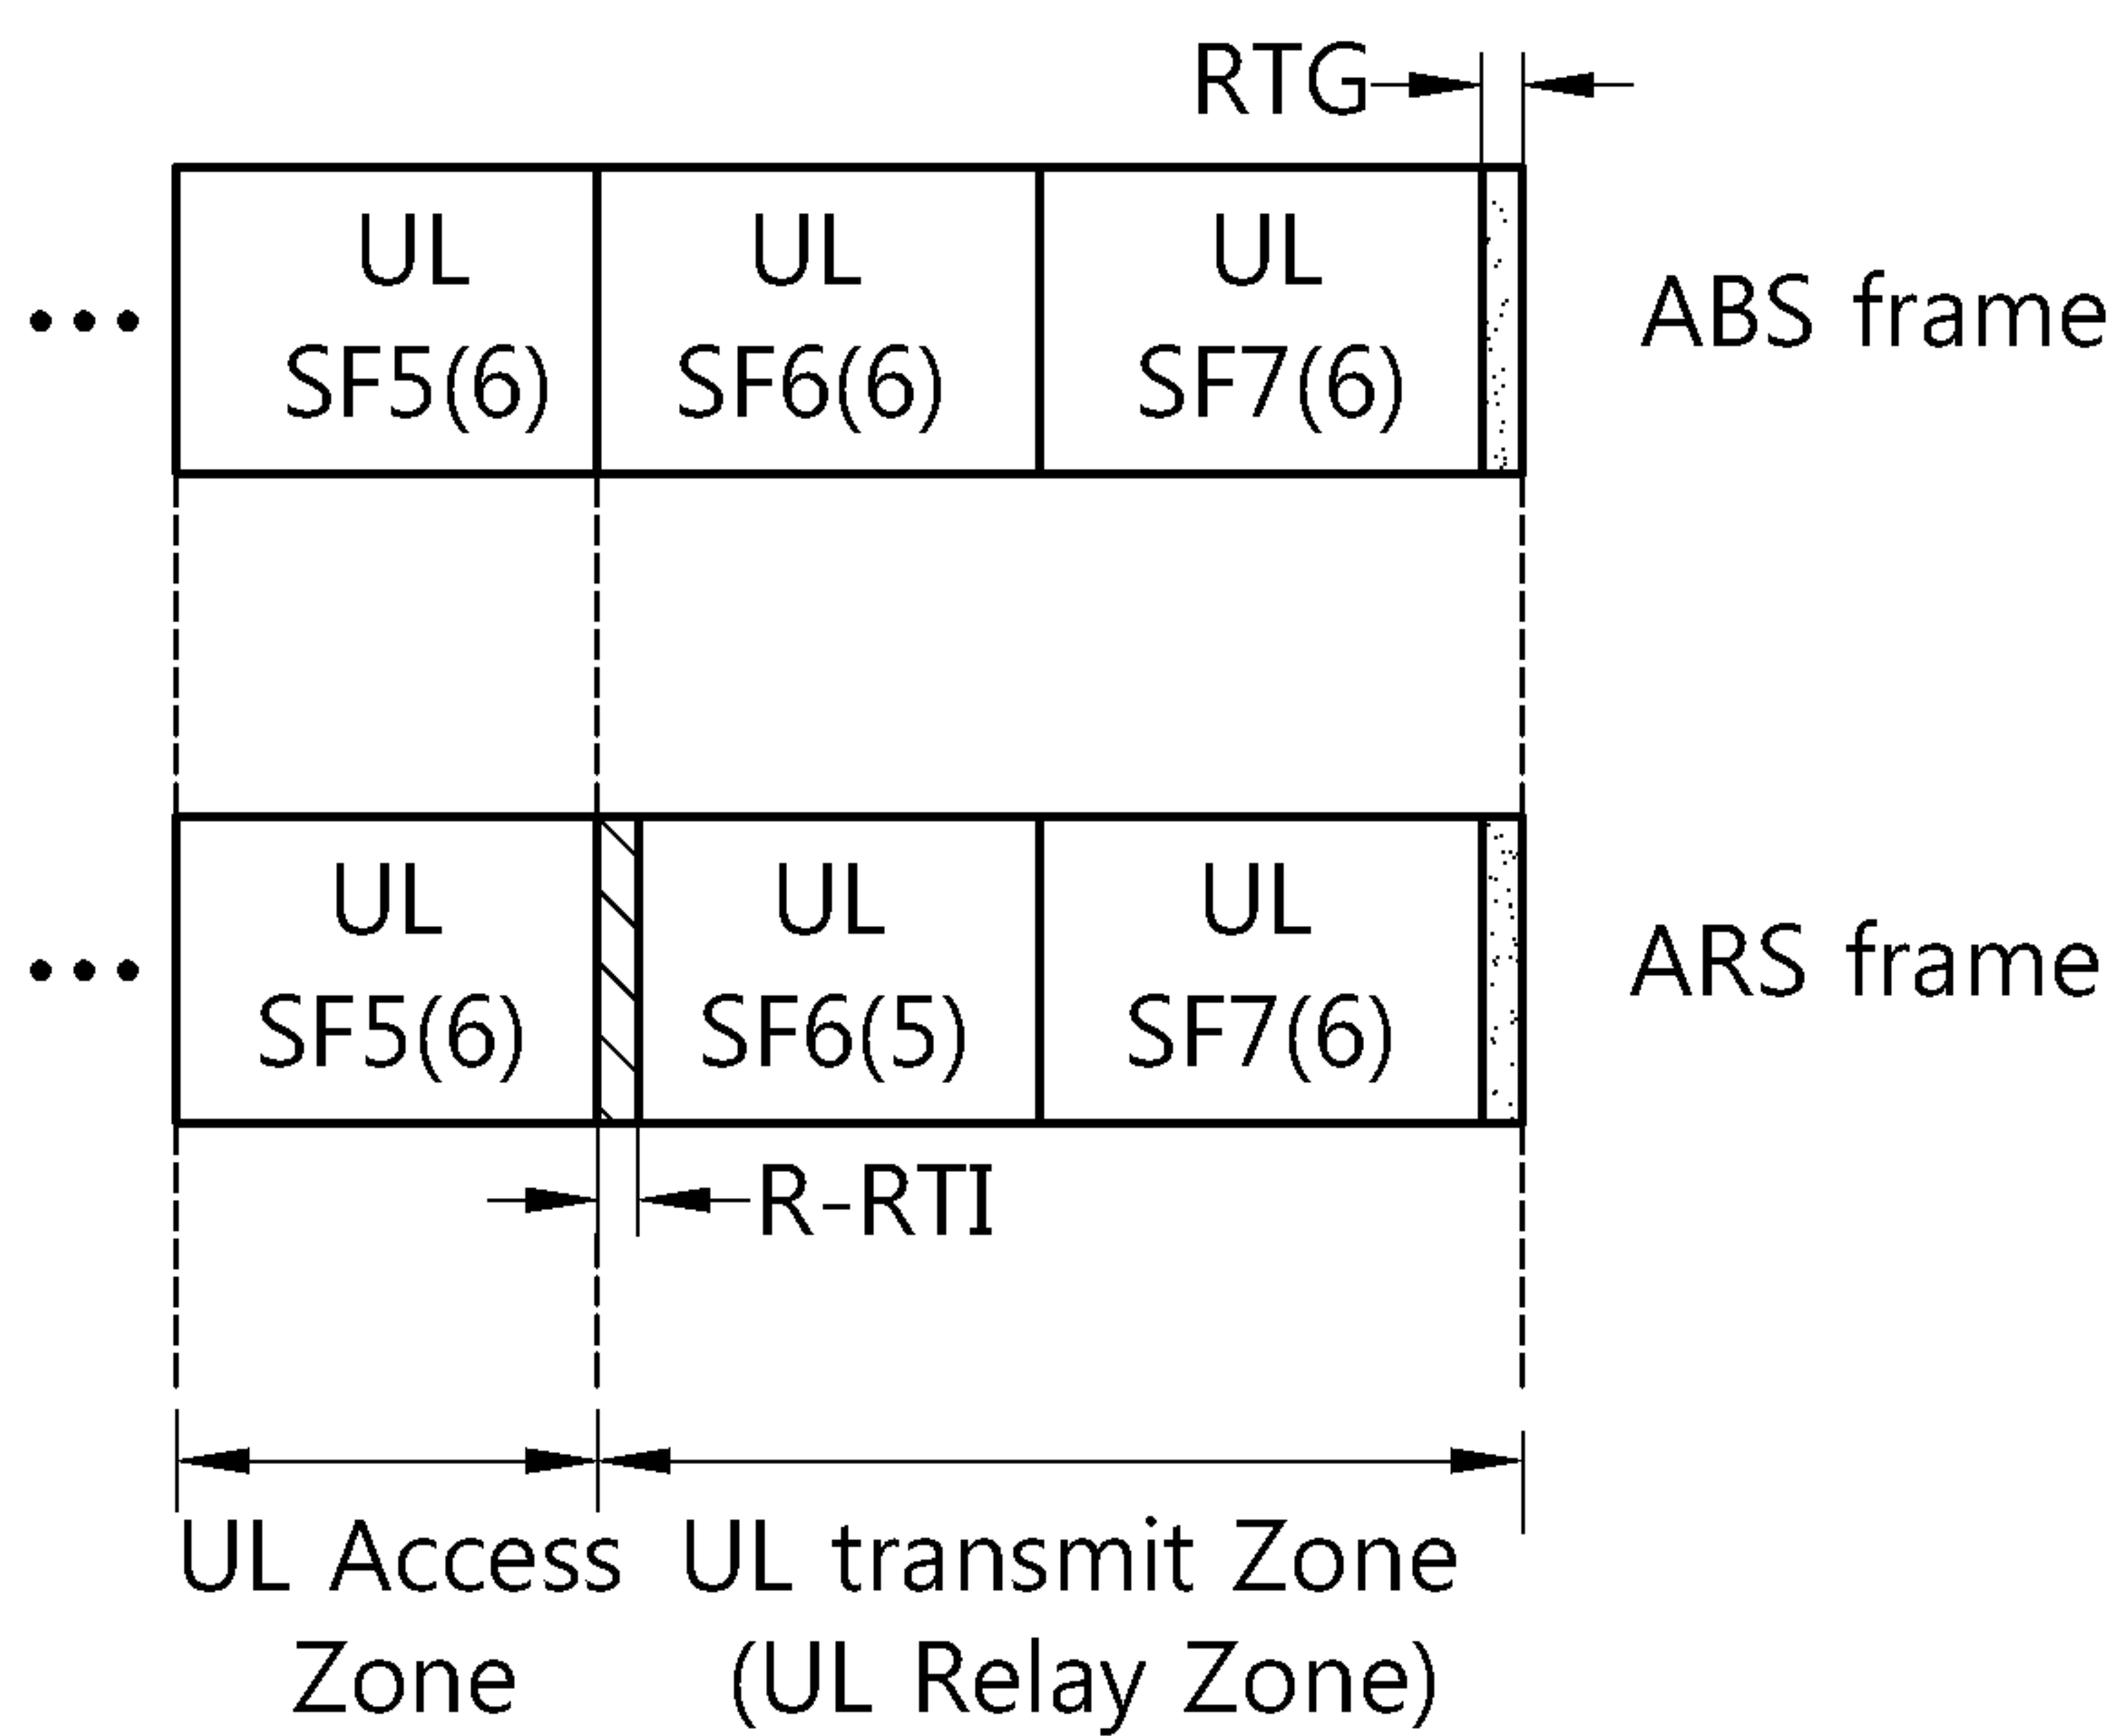 RTG
UL
SF5(6)
UL
SF6(6)
UL
SF7(6)
••• ABS frame
UL
SF5(6)
UL
SF6(5)
UL
SF7(6)
••• ARS frame
R-RTI
UL Access
Zone
UL transmit Zone
(UL Relay Zone)